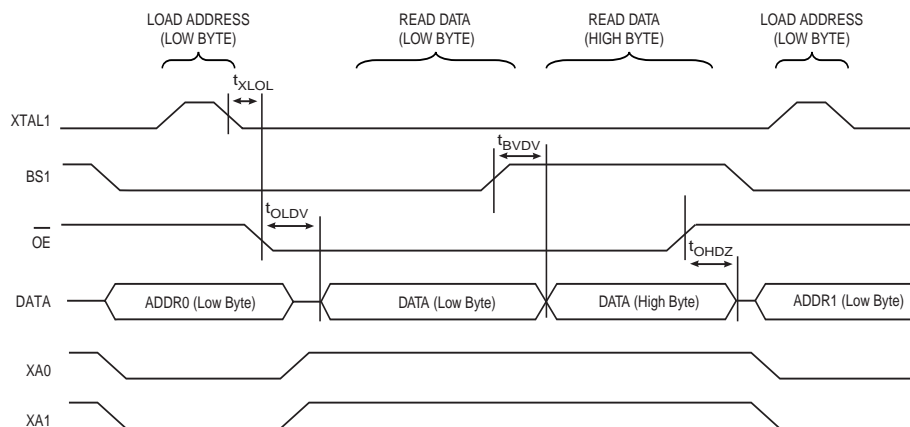 LOAD ADDRESS
(LOW BYTE)
READ DATA
(LOW BYTE)
READ DATA
(HIGH BYTE)
LOAD ADDRESS
(LOW BYTE)
tXLOL
XTAL1
tBVDV
BS1
tOLDV
OE
tOHDZ
DATA
ADDR0 (Low Byte)
DATA (Low Byte)
DATA (High Byte)
ADDR1 (Low Byte)
XA0
XA1